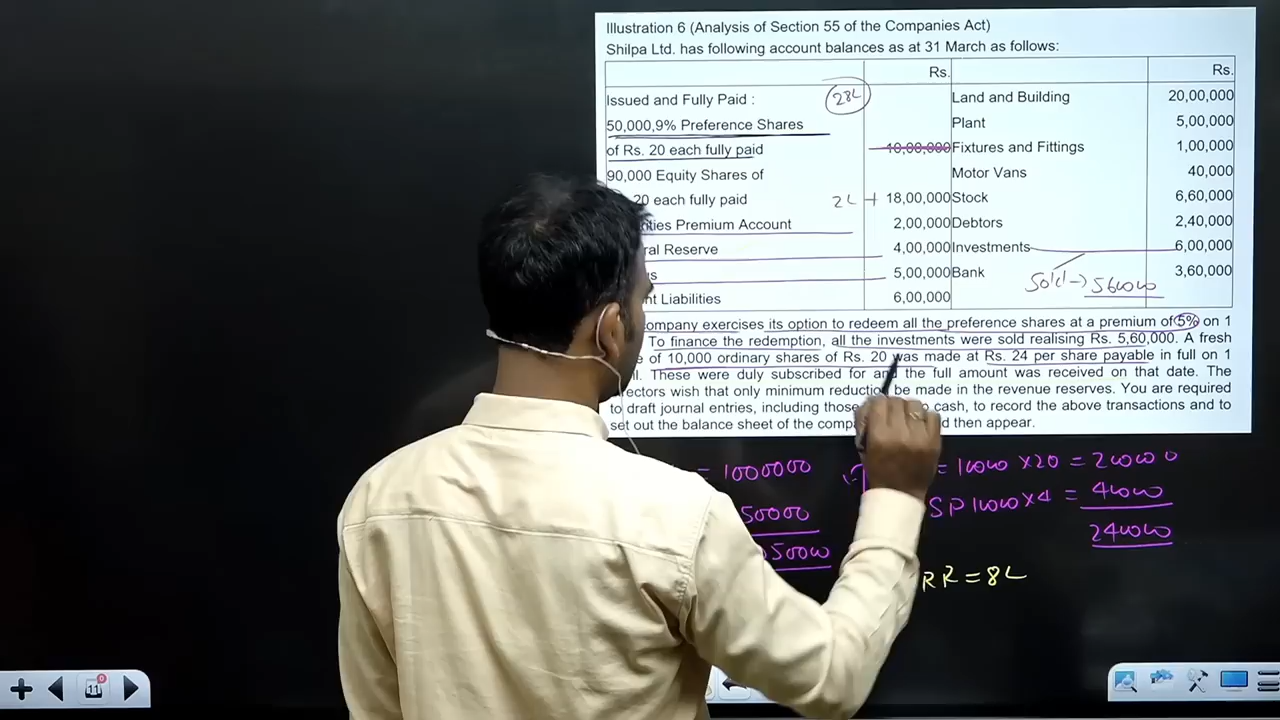 Illustration 6 (Analysis of Section 55 of the Companies Act)
Shilpa Ltd. has following account balances as at 31 March as follows:
Rs. Rs.
Issued and Fully Paid : 28L Land and Building 20,00,000
50,000,9% Preference Shares Plant 5,00,000
of Rs. 20 each fully paid 10,00,000 Fixtures and Fittings 1,00,000
90,000 Equity Shares of Motor Vans 40,000
20 each fully paid 2L + 18,00,000 Stock 6,60,000
Premium Account 2,00,000 Debtors 2,40,000
Reserve 4,00,000 Investments 6,00,000
5,00,000 Bank 3,60,000
Sold → 560000
Liabilities 6,00,000
ompany exercises its option to redeem all the preference shares at a premium of 5% on 1
To finance the redemption, all the investments were sold realising Rs. 5,60,000. A fresh
of 10,000 ordinary shares of Rs. 20 was made at Rs. 24 per share payable in full on 1
These were duly subscribed for and the full amount was received on that date. The
rectors wish that only minimum reduction be made in the revenue reserves. You are required
to draft journal entries, including those cash, to record the above transactions and to
set out the balance sheet of the comp d then appear.
= 1000000 = 10000 X20 = 200000
50000 SP 10000 X4 = 40000
50000 240000
RR = 8L
11